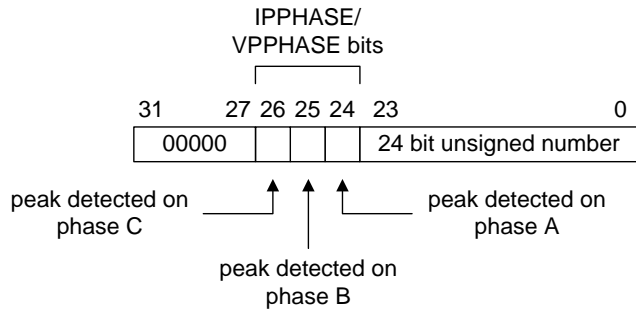 IPPHASE/
VPPHASE bits
31 27 26 25 24 23 0
00000 24 bit unsigned number
peak detected on
phase C
peak detected on
phase A
peak detected on
phase B